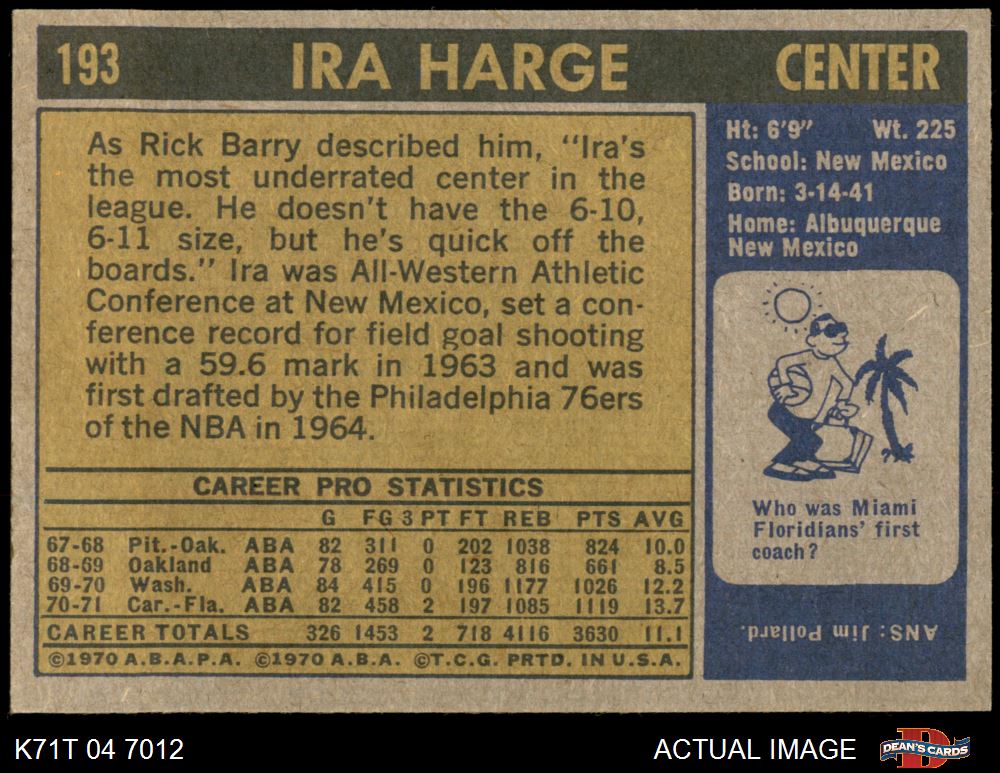 193 IRA HARGE CENTER
As Rick Barry described him, "Ira's
the most underrated center in the
league. He doesn't have the 6-10,
6-11 size, but he's quick off the
boards." Ira was All-Western Athletic
Conference at New Mexico, set a con-
ference record for field goal shooting
with a 59.6 mark in 1963 and was
first drafted by the Philadelphia 76ers
of the NBA in 1964.
CAREER PRO STATISTICS
G FG 3 PT FT REB PTS AVG
67-68 Pit.-Oak. ABA 82 311 0 202 1038 824 10.0
68-69 Oakland ABA 78 269 0 123 816 661 8.5
69-70 Wash. ABA 84 415 0 196 1177 1026 12.2
70-71 Car.-Fla. ABA 82 458 2 197 1085 1119 13.7
CAREER TOTALS 326 1453 2 718 4116 3630 11.1
©1970 A.B.A.P.A. ©1970 A.B.A. ©T.C.G. PRTD. IN U.S.A.
Ht: 6'9" Wt. 225
School: New Mexico
Born: 3-14-41
Home: Albuquerque
New Mexico
Who was Miami
Floridians' first
coach?
ANS: Jim Pollard.
K71T 04 7012 ACTUAL IMAGE DEAN'S CARDS